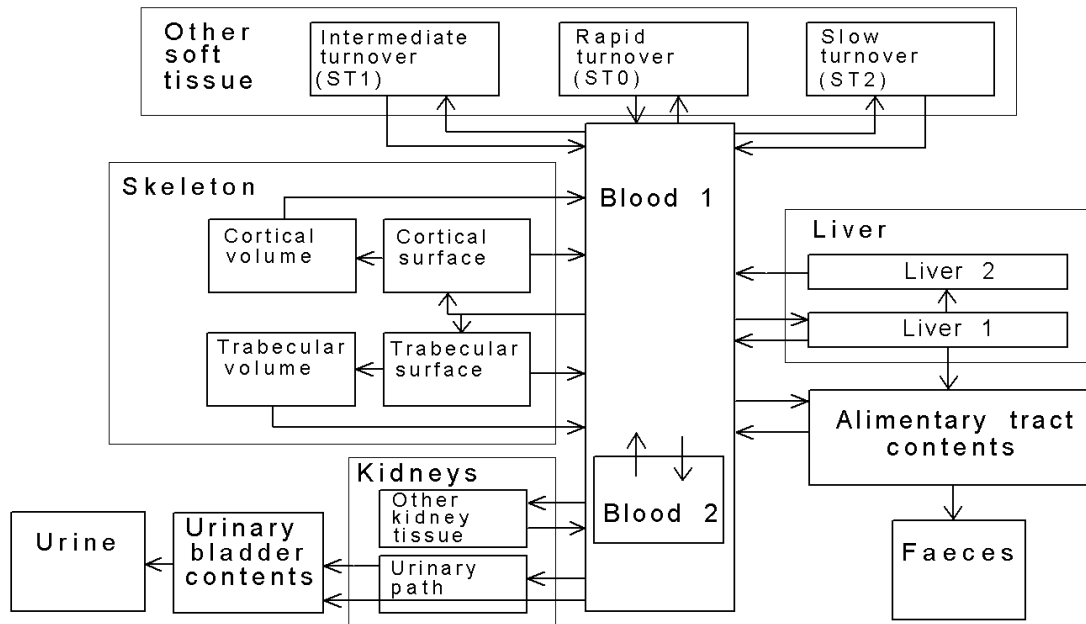 Other
soft
tissue
Intermediate
turnover
(ST1)
Rapid
turnover
(ST0)
Slow
turnover
(ST2)
Skeleton
Cortical
volume
Cortical
surface
Trabecular
volume
Trabecular
surface
Blood 1
Blood 2
Liver
Liver 2
Liver 1
Alimentary tract
contents
Faeces
Kidneys
Other
kidney
tissue
Urinary
path
Urinary
bladder
contents
Urine